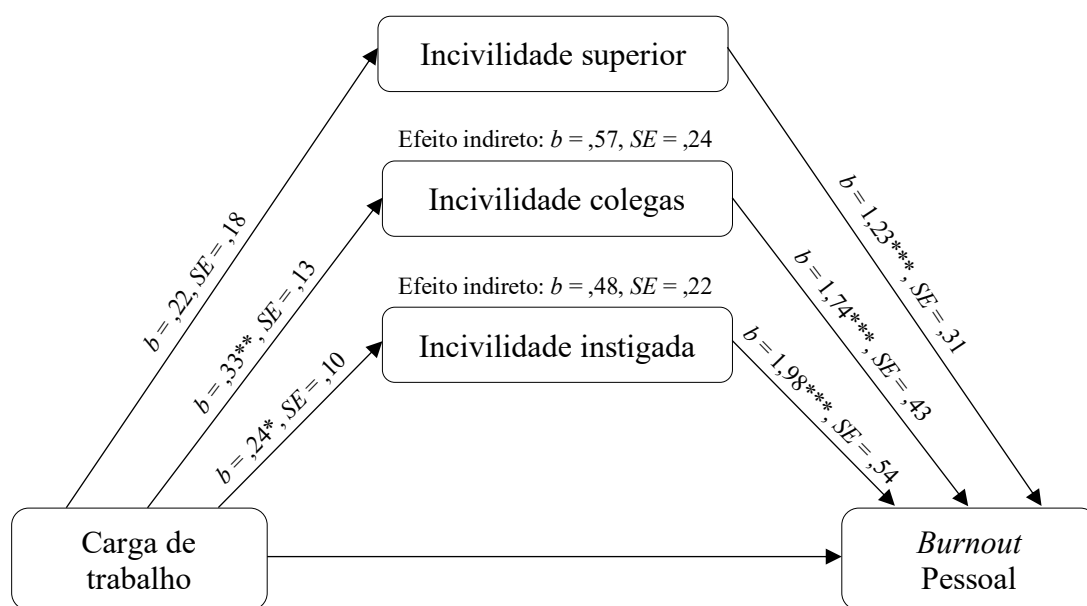 Incivilidade superior
Efeito indireto: b = ,57, SE = ,24
Incivilidade colegas
Efeito indireto: b = ,48, SE = ,22
Incivilidade instigada
b = ,22, SE = ,18
b = ,33**, SE = ,13
b = ,24*, SE = ,10
b = 1,23***, SE = ,31
b = 1,74***, SE = ,43
b = 1,98***, SE = ,54
Carga de
trabalho
Burnout
Pessoal